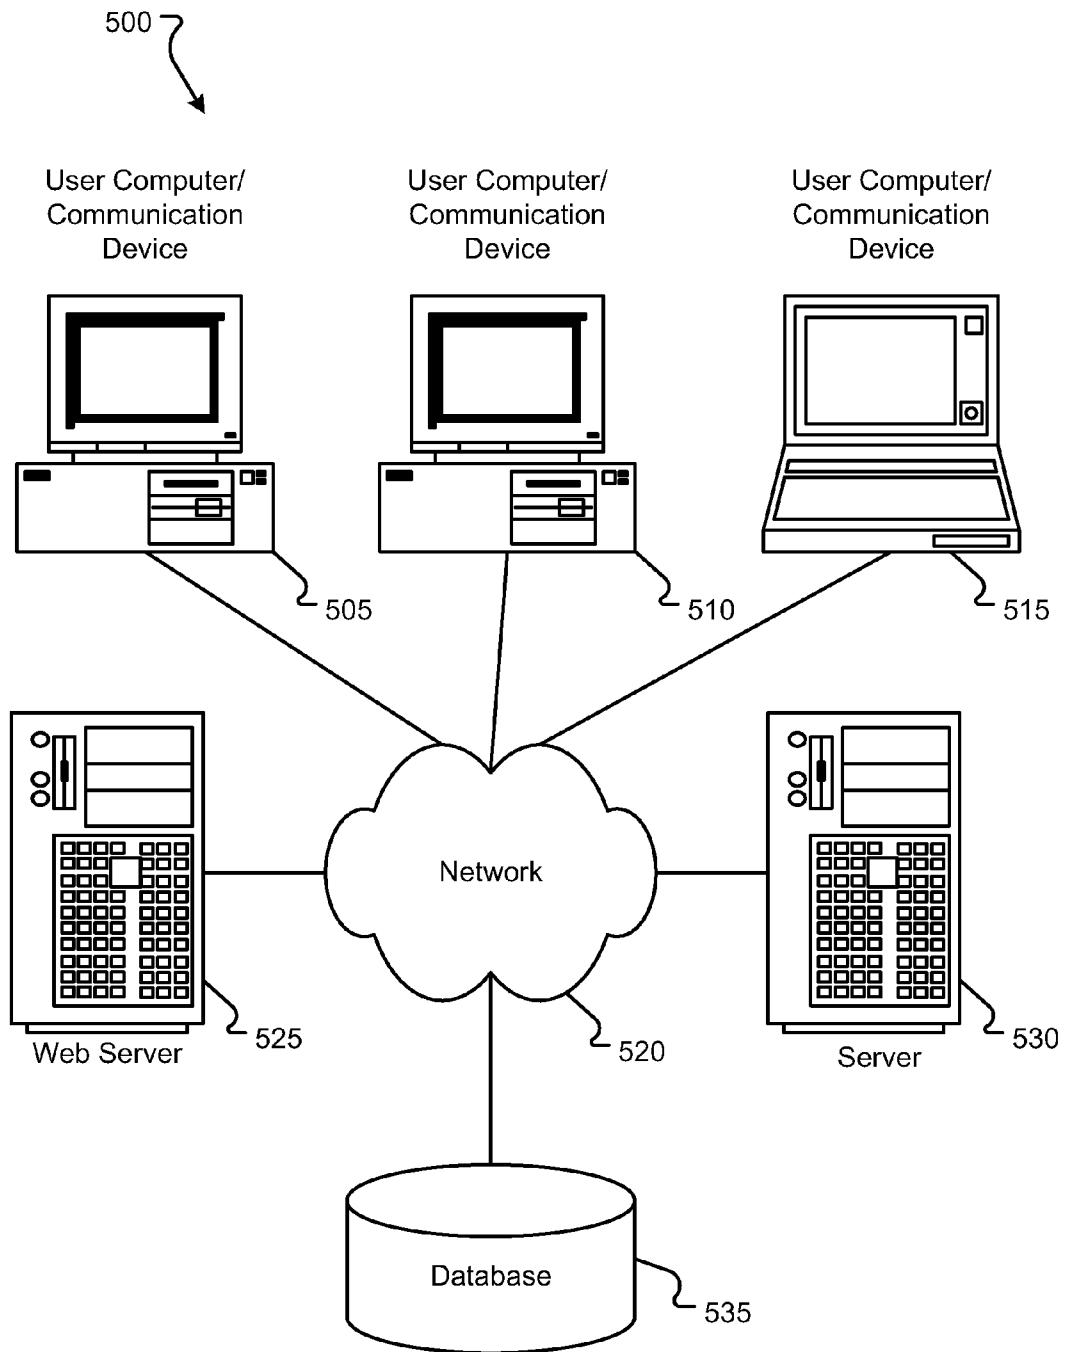 500
User Computer/
Communication
Device
User Computer/
Communication
Device
User Computer/
Communication
Device
505
510
515
Network
525
520
530
Web Server
Server
Database
535